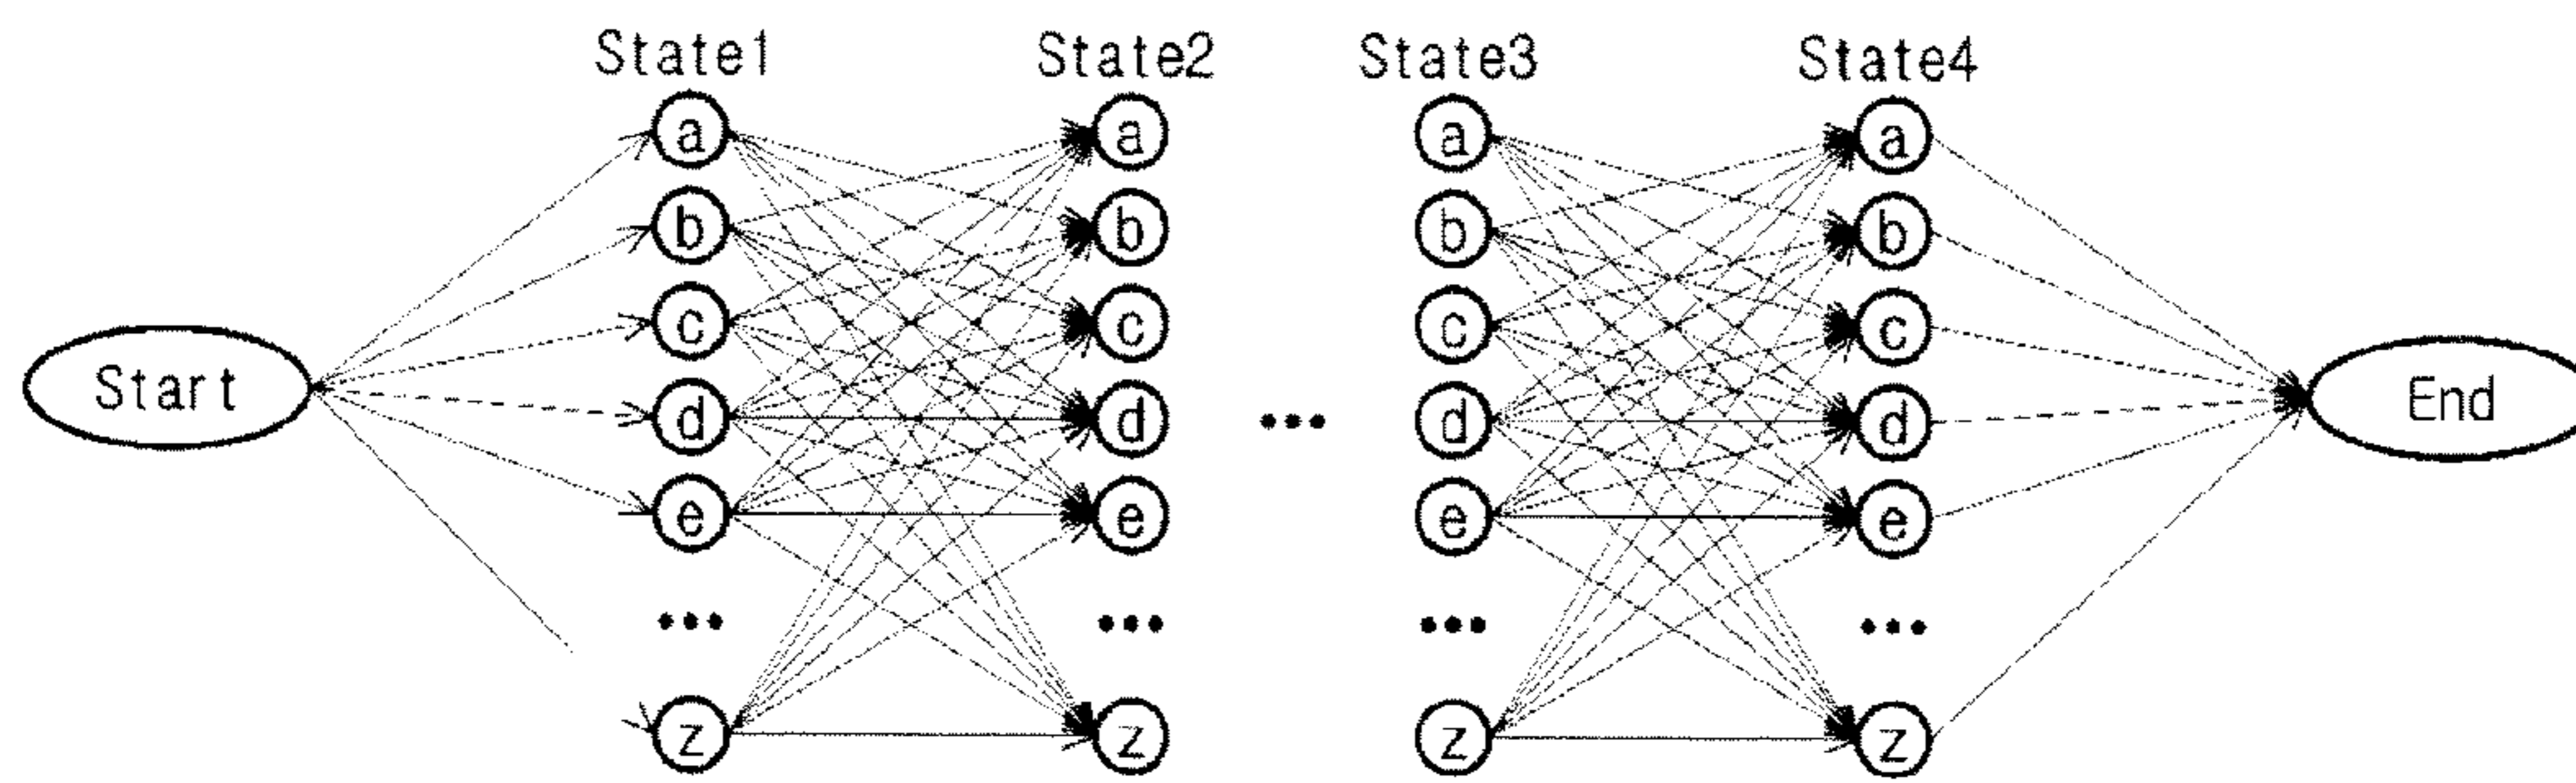 State1 State2 State3 State4
a a a a
b b b b
c c c c
Start d d ... d d End
e e e e
... ... ... ...
z z z z